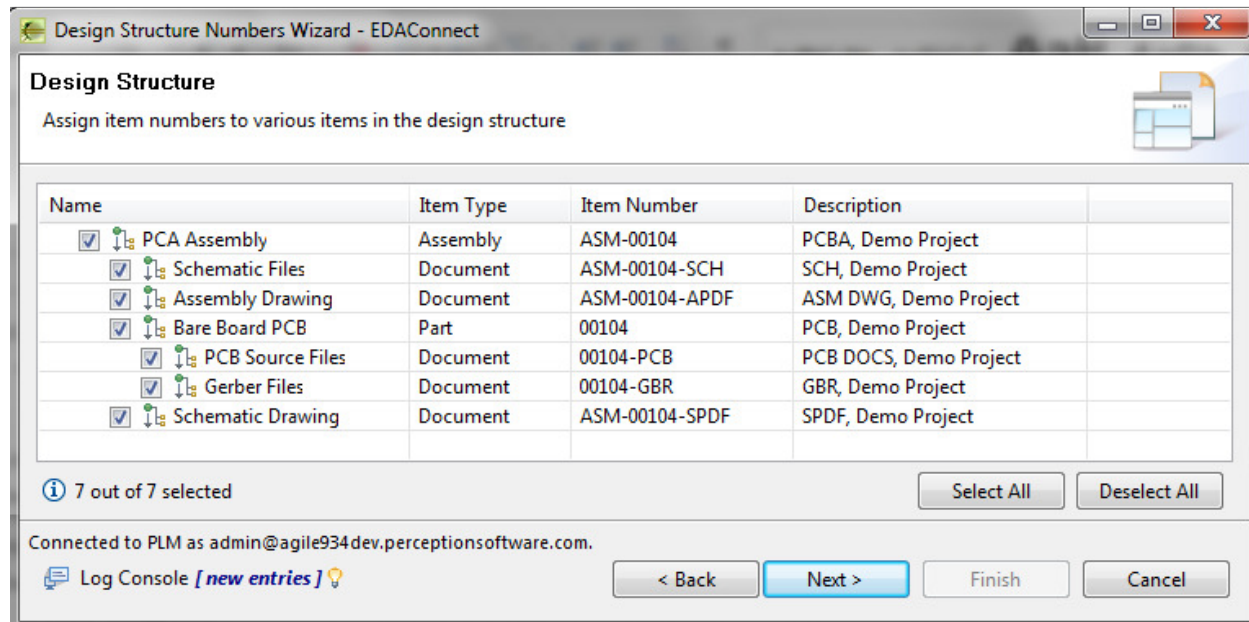 Design Structure Numbers Wizard - EDAConnect
Design Structure
Assign item numbers to various items in the design structure
Name Item Type Item Number Description
PCA Assembly Assembly ASM-00104 PCBA, Demo Project
Schematic Files Document ASM-00104-SCH SCH, Demo Project
Assembly Drawing Document ASM-00104-APDF ASM DWG, Demo Project
Bare Board PCB Part 00104 PCB, Demo Project
PCB Source Files Document 00104-PCB PCB DOCS, Demo Project
Gerber Files Document 00104-GBR GBR, Demo Project
Schematic Drawing Document ASM-00104-SPDF SPDF, Demo Project
7 out of 7 selected Select All Deselect All
Connected to PLM as admin@agile934dev.perceptionsoftware.com.
Log Console [ new entries ] < Back Next > Finish Cancel